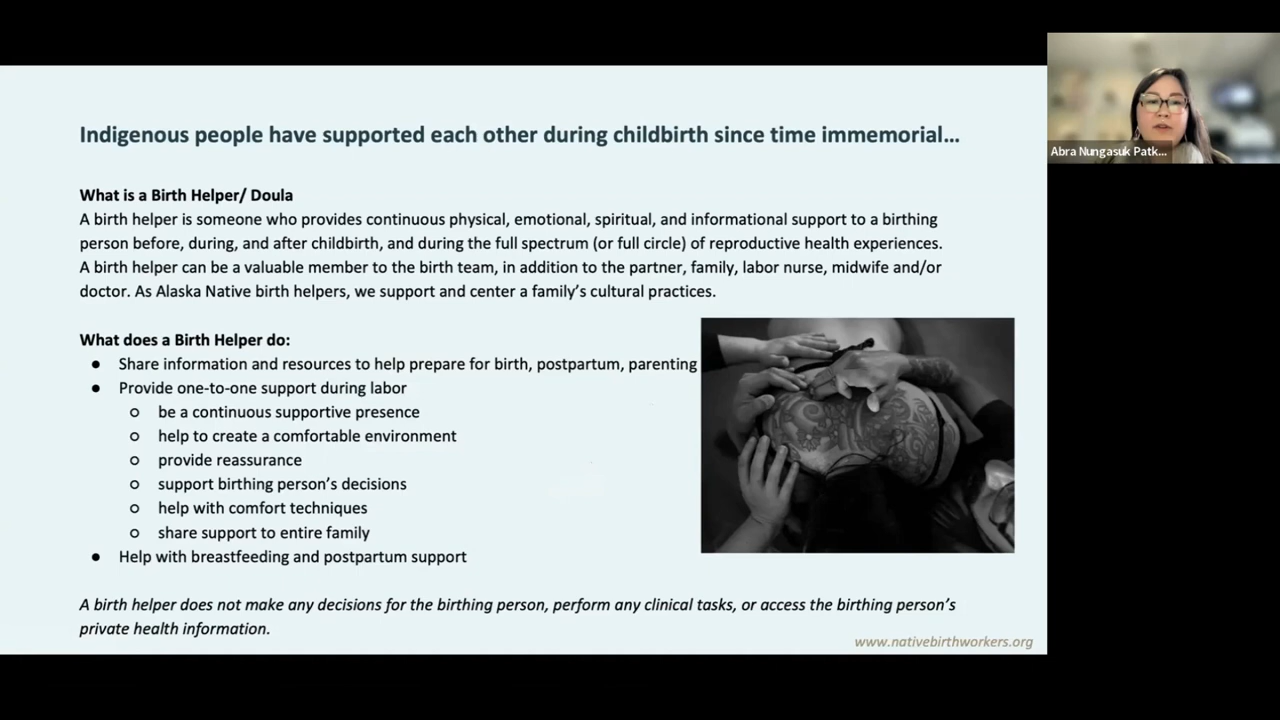 Indigenous people have supported each other during childbirth since time immemorial…
What is a Birth Helper/ Doula
A birth helper is someone who provides continuous physical, emotional, spiritual, and informational support to a birthing
person before, during, and after childbirth, and during the full spectrum (or full circle) of reproductive health experiences.
A birth helper can be a valuable member to the birth team, in addition to the partner, family, labor nurse, midwife and/or
doctor. As Alaska Native birth helpers, we support and center a family’s cultural practices.
What does a Birth Helper do:
● Share information and resources to help prepare for birth, postpartum, parenting
● Provide one-to-one support during labor
○ be a continuous supportive presence
○ help to create a comfortable environment
○ provide reassurance
○ support birthing person’s decisions
○ help with comfort techniques
○ share support to entire family
● Help with breastfeeding and postpartum support
A birth helper does not make any decisions for the birthing person, perform any clinical tasks, or access the birthing person’s
private health information.
www.nativebirthworkers.org
Abra Nungasuk Patk...